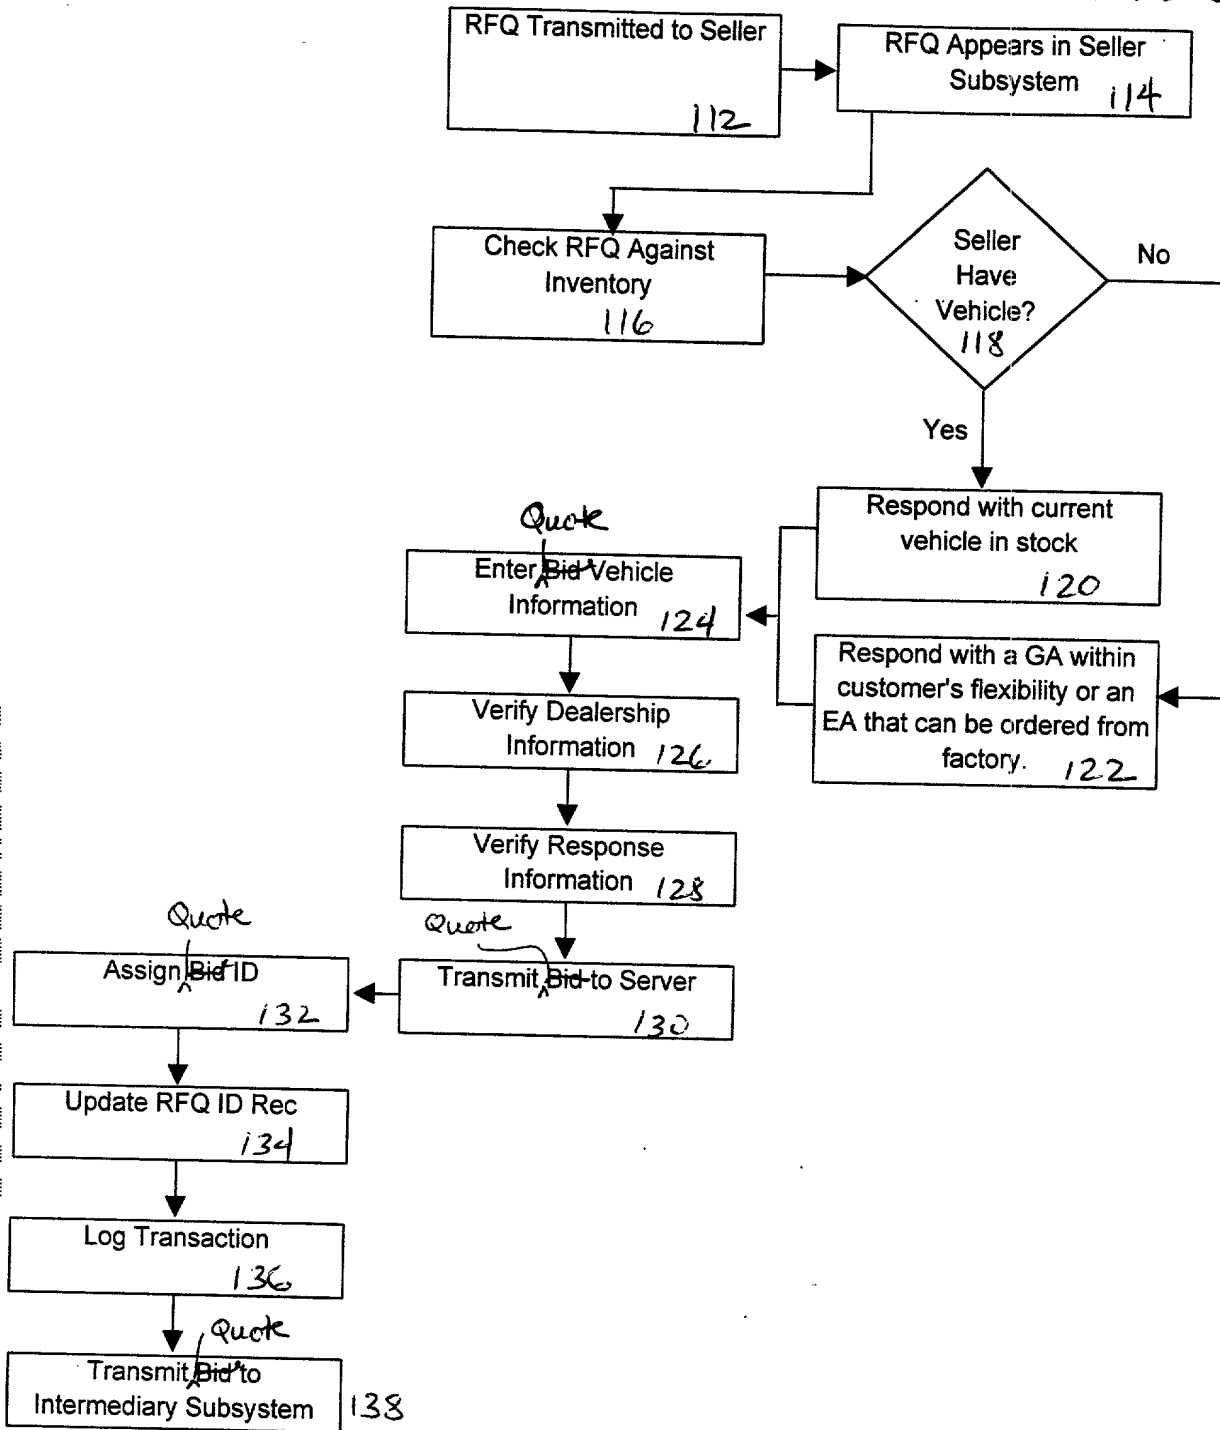 RFQ Transmitted to Seller
112
RFQ Appears in Seller
Subsystem
114
Check RFQ Against
Inventory
116
Seller
Have
Vehicle?
118
No
Yes
Respond with current
vehicle in stock
120
Respond with a GA within
customer's flexibility or an
EA that can be ordered from
factory.
122
Quote
Enter Bid Vehicle
Information
124
Verify Dealership
Information
126
Verify Response
Information
128
Quote
Transmit Bid to Server
130
Quote
Assign Bid ID
132
Update RFQ ID Rec
134
Log Transaction
136
Quote
Transmit Bid to
Intermediary Subsystem
138